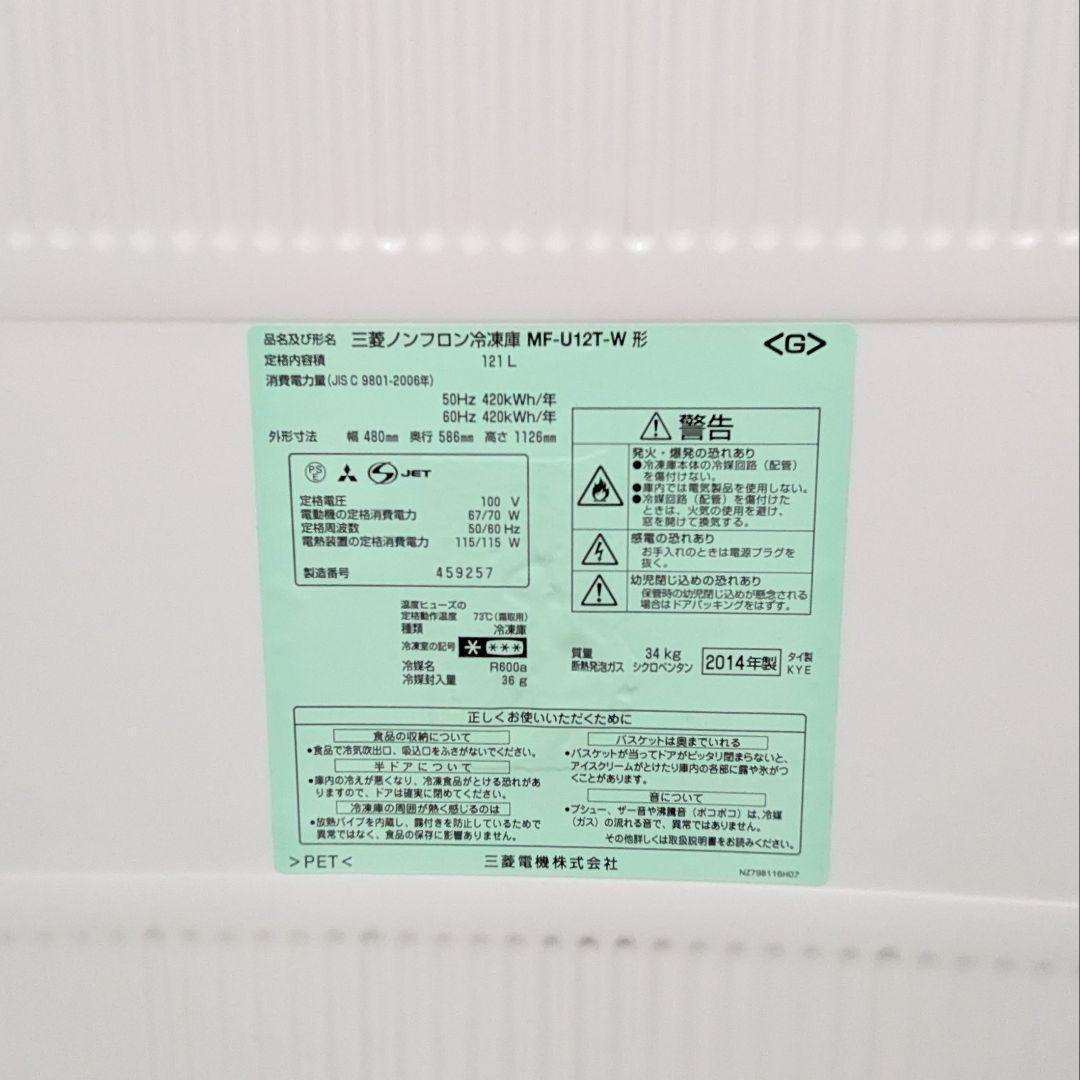 品名及び形名 三菱ノンフロン冷凍庫 MF-U12T-W 形 <G>
定格内容積 121 L
消費電力量(JIS C 9801-2006年)
50Hz 420kWh/年
60Hz 420kWh/年
外形寸法 幅 480mm 奥行 586mm 高さ 1126mm
PSE JET
定格電圧 100 V
電動機の定格消費電力 67/70 W
定格周波数 50/60 Hz
電熱装置の定格消費電力 115/115 W
製造番号 459257
温度ヒューズの
定格動作温度 73℃(霜取用)
種類 冷凍庫
冷凍室の記号 * ***
冷媒名 R600a
冷媒封入量 36 g
警告
発火・爆発の恐れあり
●冷凍庫本体の冷媒回路(配管)
を傷付けない。
●庫内では電気製品を使用しない。
●冷媒回路(配管)を傷付けた
ときは、火気の使用を避け、
窓を開けて換気する。
感電の恐れあり
お手入れのときは電源プラグを
抜く。
幼児閉じ込めの恐れあり
保管時の幼児閉じ込めが懸念される
場合はドアパッキングをはずす。
質量 34 kg
断熱発泡ガス シクロペンタン
2014年製
タイ製
KYE
正しくお使いいただくために
食品の収納について
•食品で冷気吹出口、吸込口をふさがないでください。
半ドアについて
•庫内の冷えが悪くなり、冷凍食品がとける恐れがあ
りますので、ドアは確実に閉めてください。
冷凍庫の周囲が熱く感じるのは
•放熱パイプを内蔵し、露付きを防止しているためで
異常ではなく、食品の保存に影響ありません。
バスケットは奥までいれる
•バスケットが当ってドアがピッタリ閉まらないと、
アイスクリームがとけたり庫内の各部に露や氷がつ
くことがあります。
音について
•プシュー、ザー音や沸騰音(ポコポコ)は、冷媒
(ガス)の流れる音で、異常ではありません。
その他詳しくは取扱説明書をお読みください。
>PET< 三菱電機株式会社 NZ79B116H07